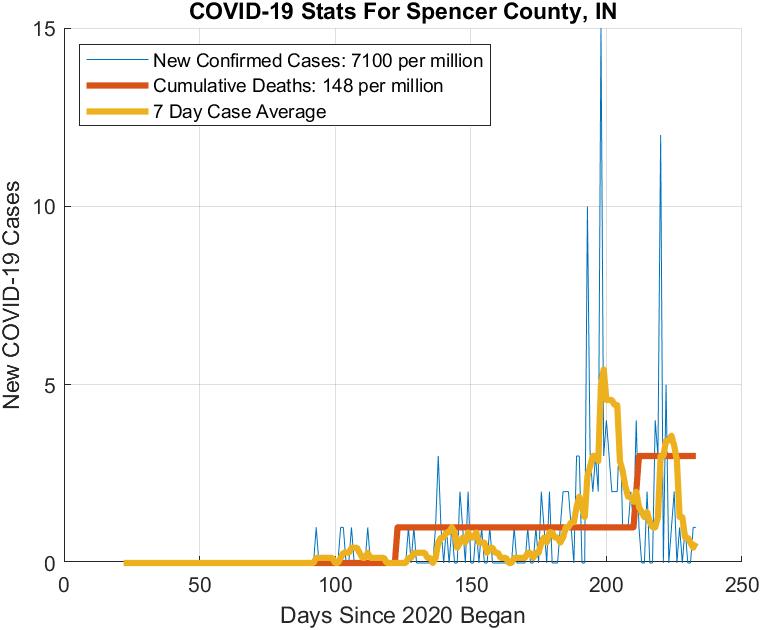 COVID-19 Stats For Spencer County, IN
New Confirmed Cases: 7100 per million
Cumulative Deaths: 148 per million
7 Day Case Average
New COVID-19 Cases
15
10
5
0
0 50 100 150 200 250
Days Since 2020 Began